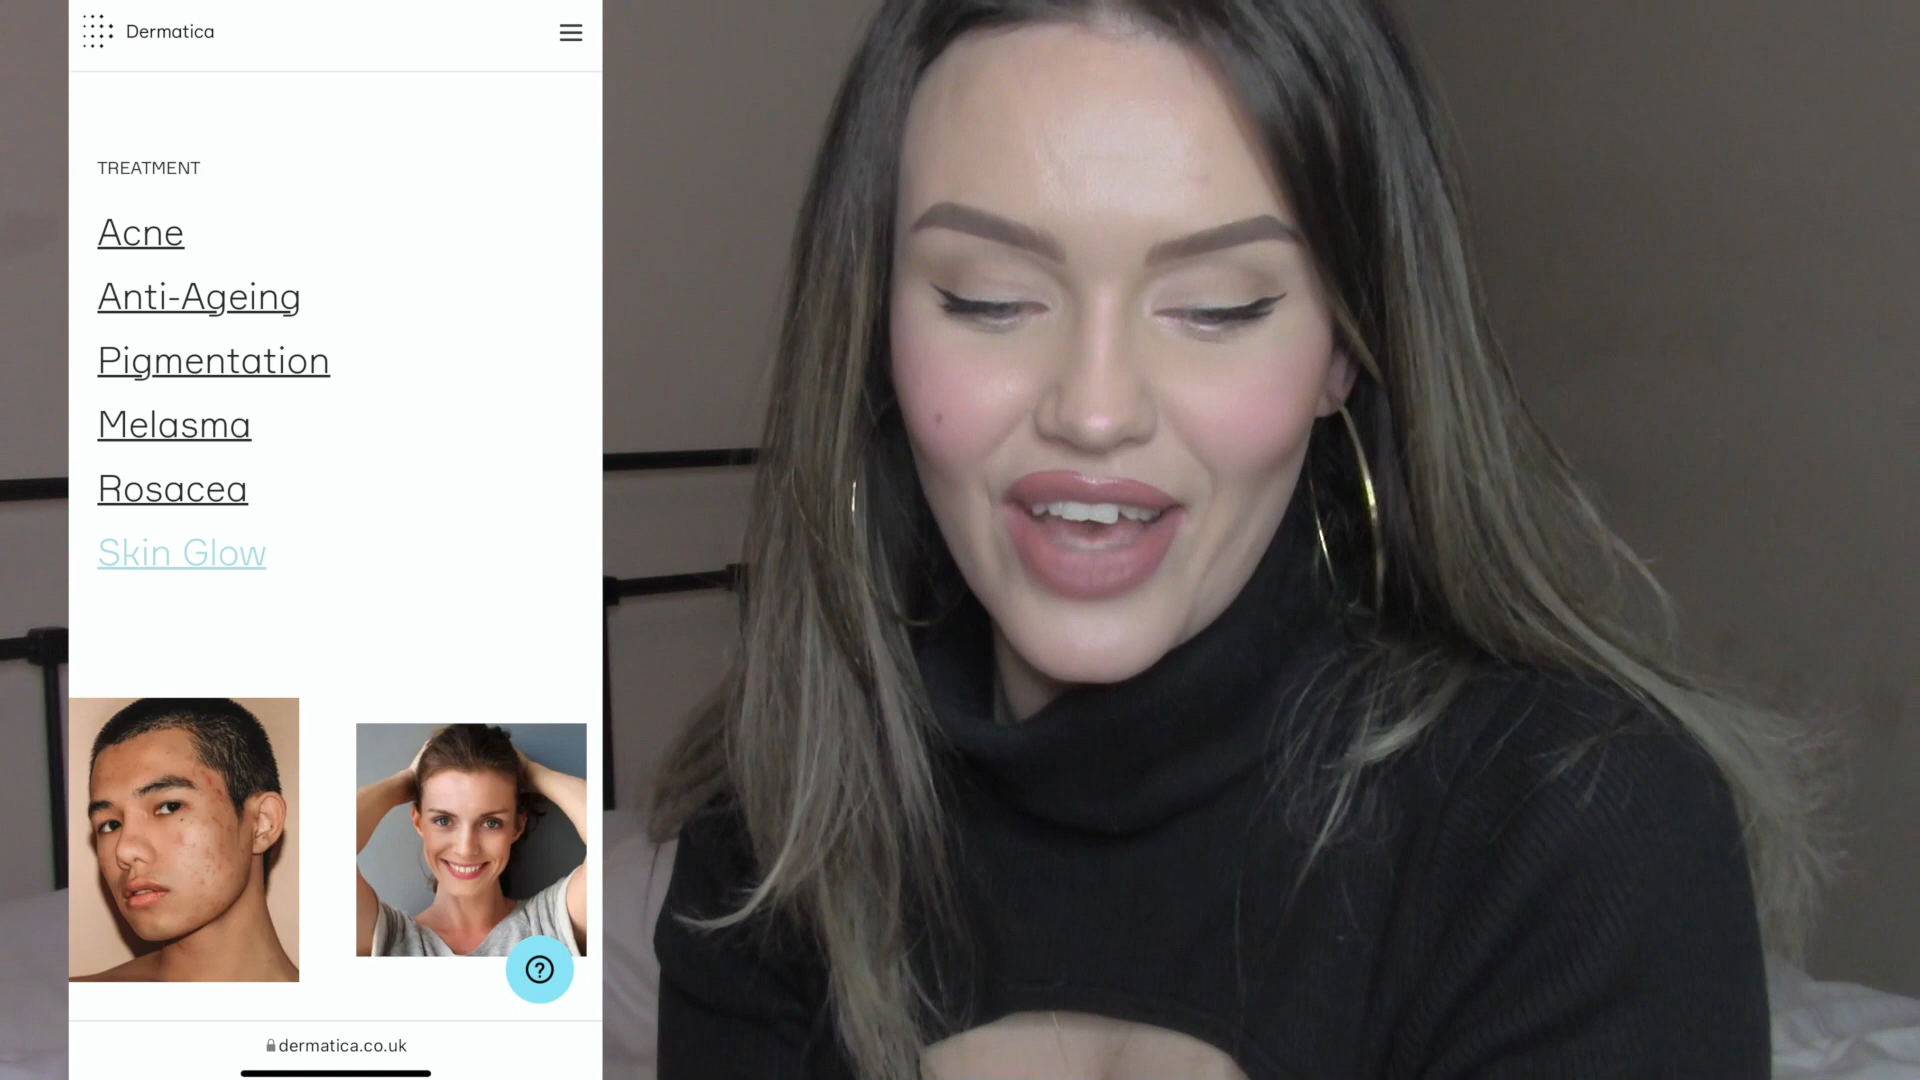 Dermatica
TREATMENT
Acne
Anti-Ageing
Pigmentation
Melasma
Rosacea
Skin Glow
?
dermatica.co.uk